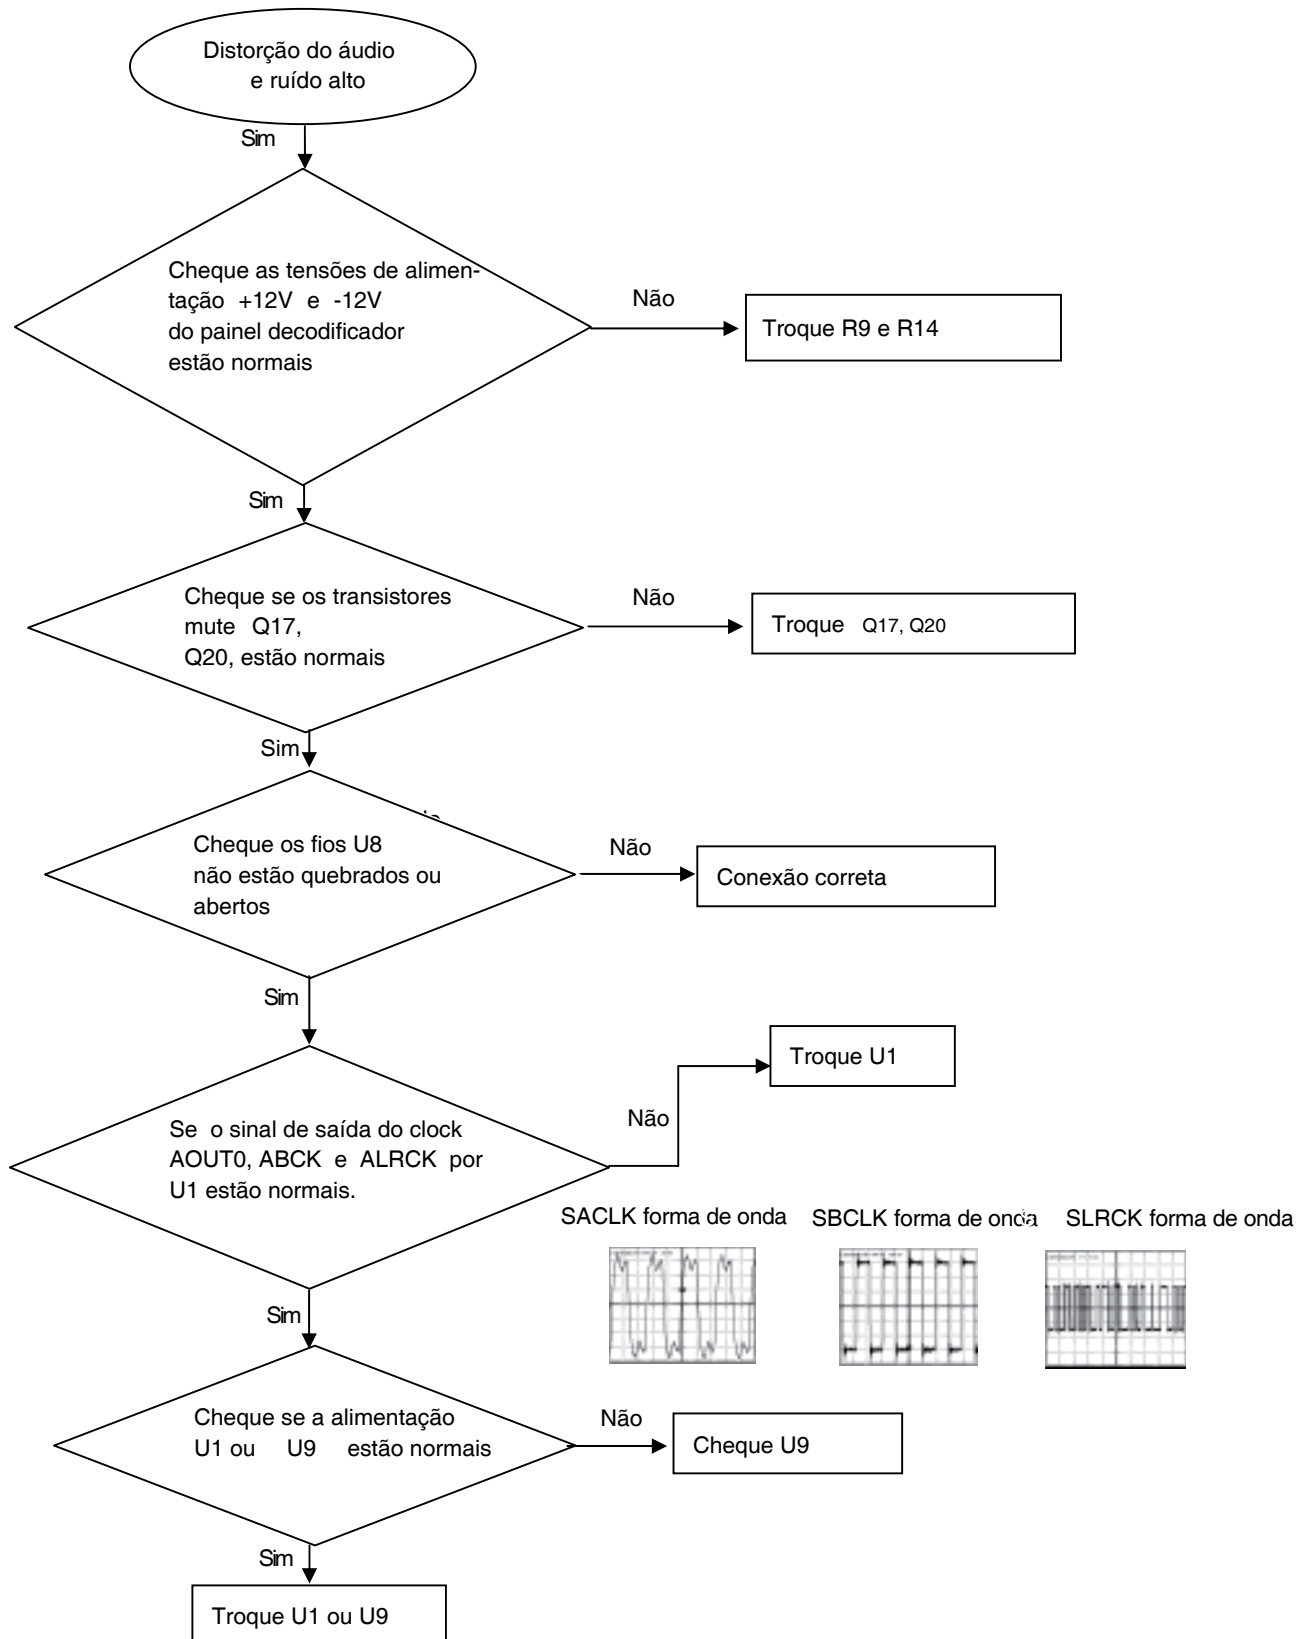 Distorção do áudio
e ruído alto
Sim
Cheque as tensões de alimen-
tação +12V e -12V
do painel decodificador
estão normais
Não
Troque R9 e R14
Sim
Cheque se os transistores
mute Q17,
Q20, estão normais
Não
Troque Q17, Q20
Sim
Cheque os fios U8
não estão quebrados ou
abertos
Não
Conexão correta
Sim
Se o sinal de saída do clock
AOUT0, ABCK e ALRCK por
U1 estão normais.
Não
Troque U1
SACLK forma de onda
SBCLK forma de onda
SLRCK forma de onda
Sim
Cheque se a alimentação
U1 ou U9 estão normais
Não
Cheque U9
Sim
Troque U1 ou U9